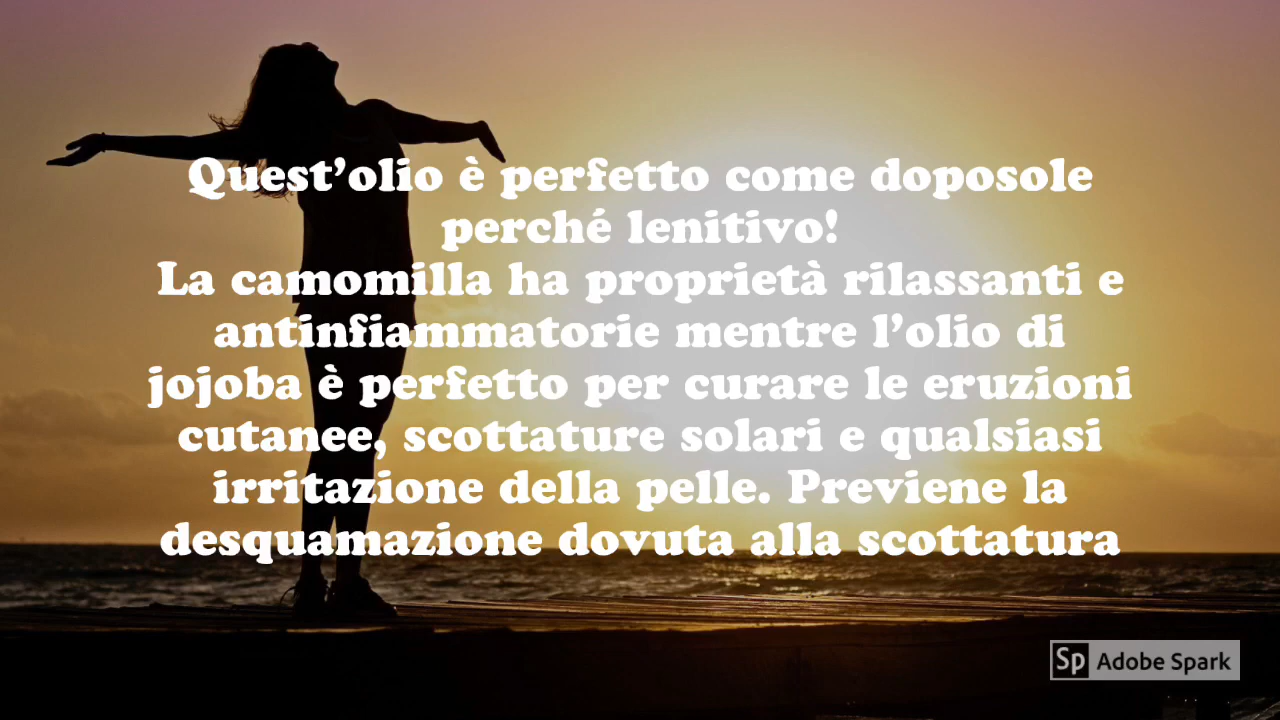 Quest’olio è perfetto come doposole
perché lenitivo!
La camomilla ha proprietà rilassanti e
antinfiammatorie mentre l’olio di
jojoba è perfetto per curare le eruzioni
cutanee, scottature solari e qualsiasi
irritazione della pelle. Previene la
desquamazione dovuta alla scottatura
Sp Adobe Spark